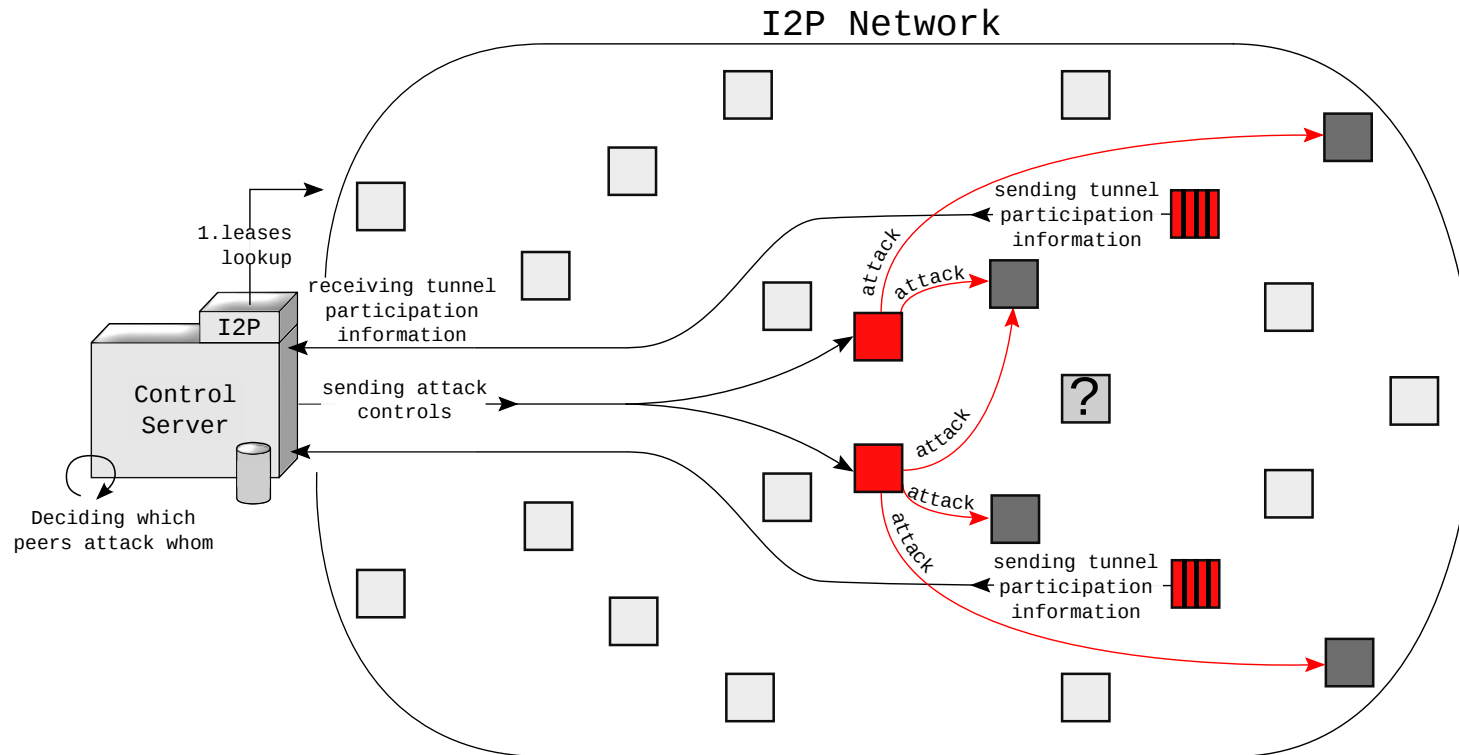 I2P Network
1.leases
lookup
sending tunnel
participation
information
attack
attack
receiving tunnel
participation
information
I2P
Control
Server
sending attack
controls
?
attack
attack
attack
Deciding which
peers attack whom
sending tunnel
participation
information